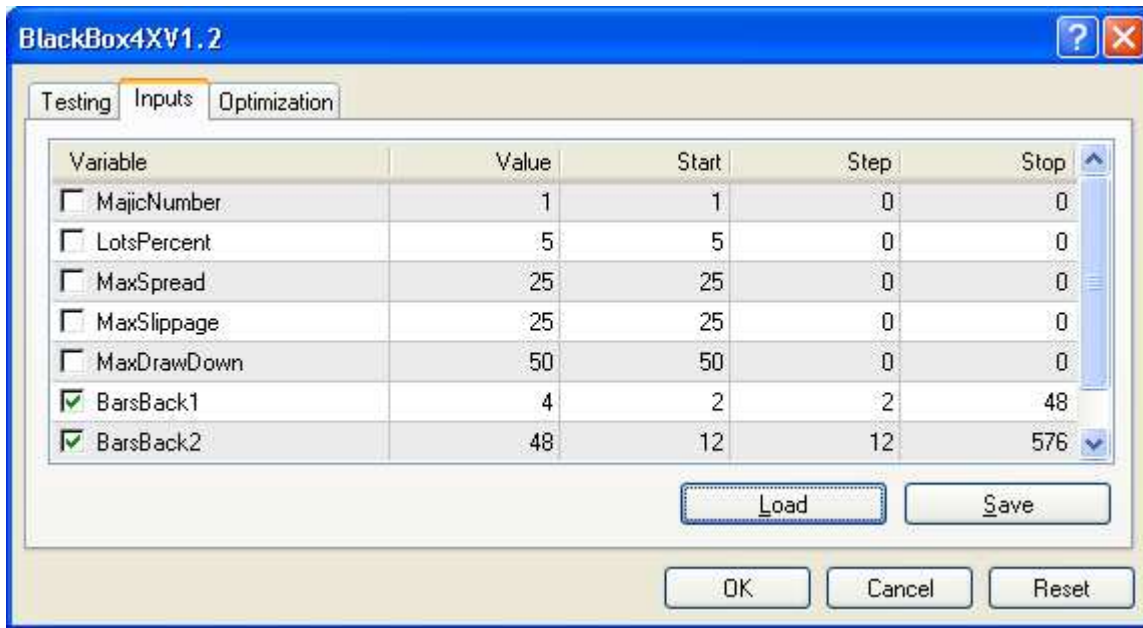 BlackBox4XV1.2
Testing Inputs Optimization
Variable Value Start Step Stop
MajicNumber 1 1 0 0
LotsPercent 5 5 0 0
MaxSpread 25 25 0 0
MaxSlippage 25 25 0 0
MaxDrawDown 50 50 0 0
BarsBack1 4 2 2 48
BarsBack2 48 12 12 576
Load Save
OK Cancel Reset